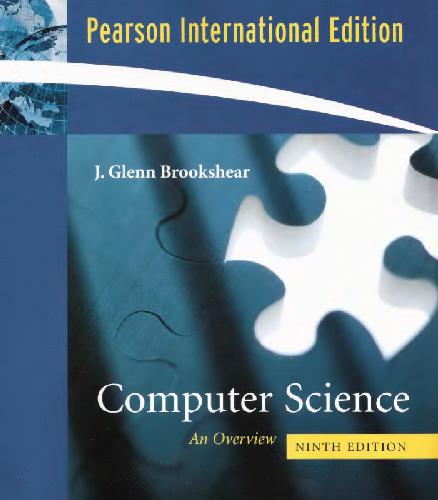 Pearson International Edition
J. Glenn Brookshear
Computer Science
An Overview
NINTH EDITION